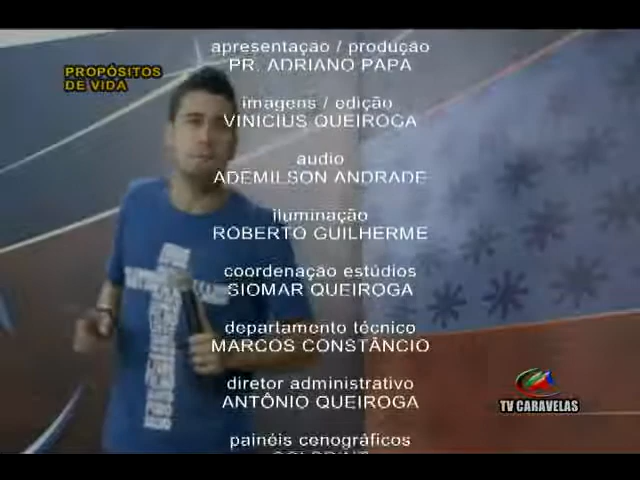 PROPÓSITOS
DE VIDA
apresentação / produção
PR. ADRIANO PAPA
imagens / edição
VINICIUS QUEIROGA
audio
ADEMILSON ANDRADE
iluminação
ROBERTO GUILHERME
coordenação estúdios
SIOMAR QUEIROGA
departamento técnico
MARCOS CONSTÂNCIO
diretor administrativo
ANTÔNIO QUEIROGA
painéis cenográficos
TV CARAVELAS